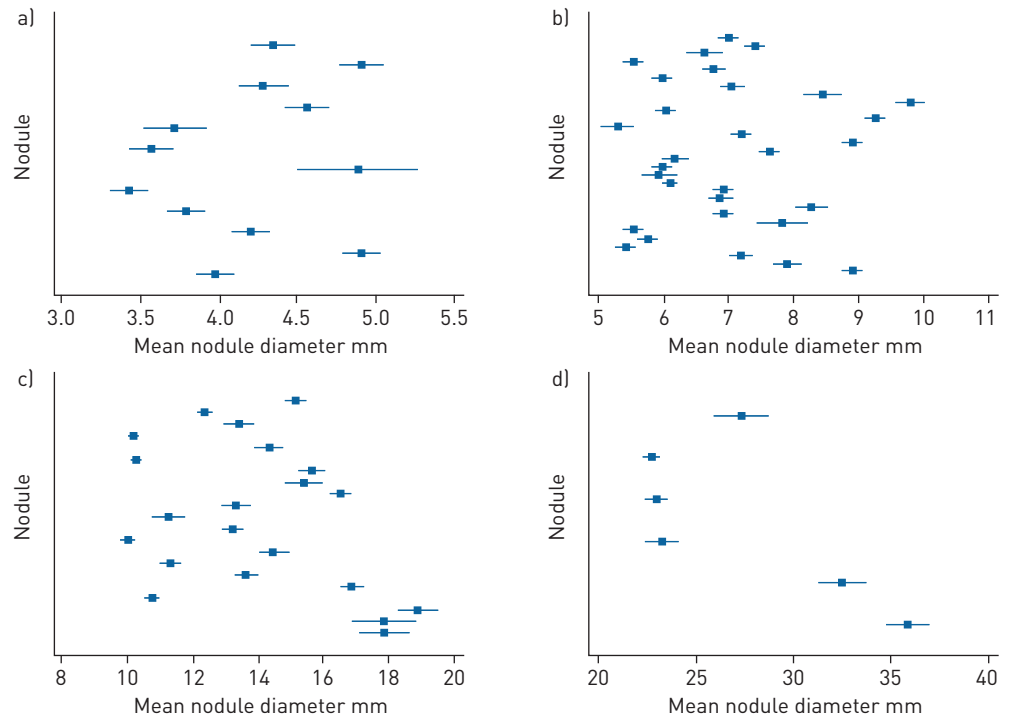 a)
Nodule
3.0 3.5 4.0 4.5 5.0 5.5
Mean nodule diameter mm
b)
Nodule
5 6 7 8 9 10 11
Mean nodule diameter mm
c)
Nodule
8 10 12 14 16 18 20
Mean nodule diameter mm
d)
Nodule
20 25 30 35 40
Mean nodule diameter mm